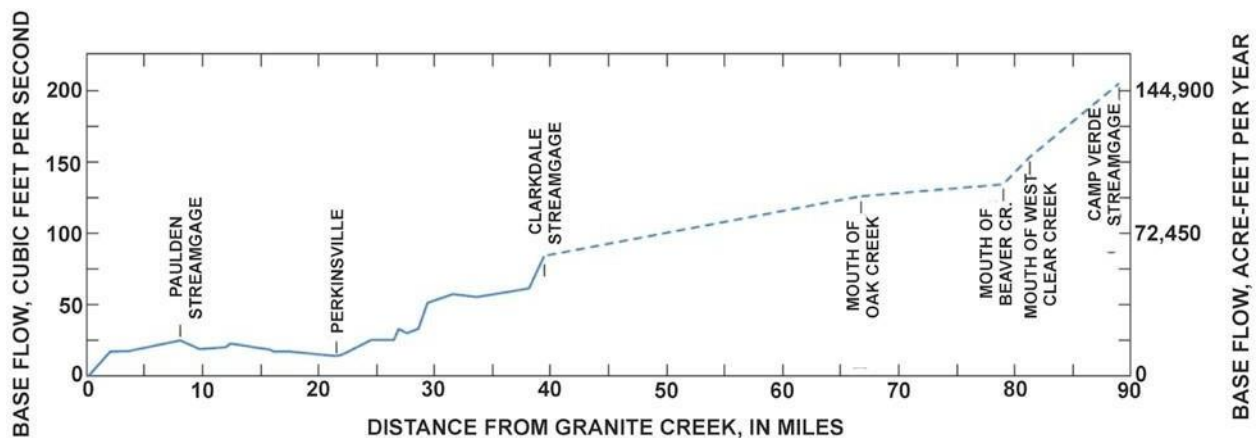 BASE FLOW, CUBIC FEET PER SECOND
200
150
100
50
0
PAULDEN
STREAMGAGE
PERKINSVILLE
CLARKDALE
STREAMGAGE
MOUTH OF
OAK CREEK
MOUTH OF
BEAVER CR.
MOUTH OF WEST
CLEAR CREEK
CAMP VERDE
STREAMGAGE
144,900
72,450
0
BASE FLOW, ACRE-FEET PER YEAR
0 10 20 30 40 50 60 70 80 90
DISTANCE FROM GRANITE CREEK, IN MILES